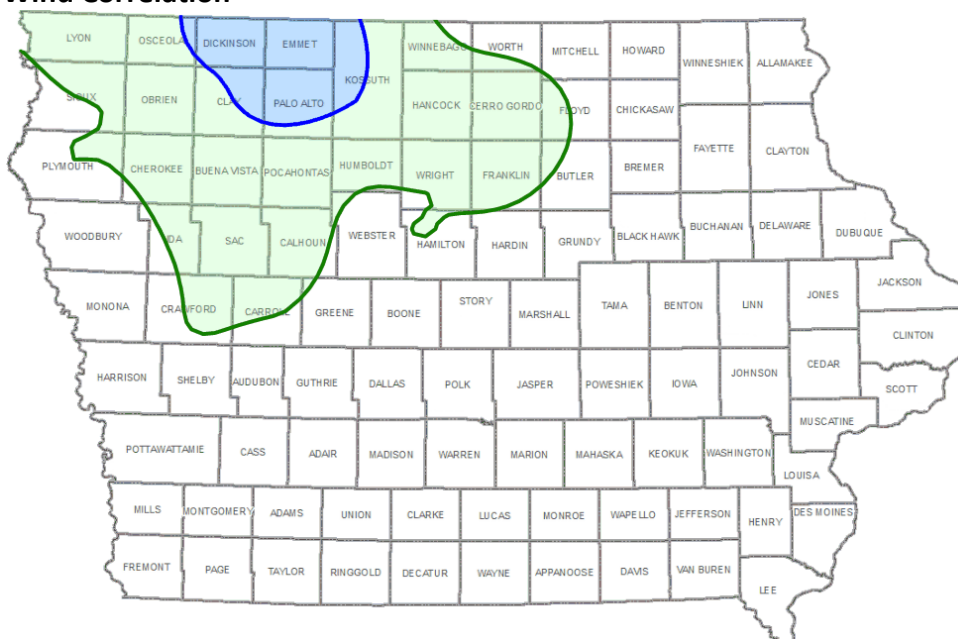 Wind Correlation
LYON OSCEOLA DICKINSON EMMET WINNEBAGO WORTH MITCHELL HOWARD WINNESHIEK ALLAMAKEE
KOSSUTH
SIOUX OBRIEN CLAY PALO ALTO HANCOCK CERRO GORDO FLOYD CHICKASAW
PLYMOUTH CHEROKEE BUENA VISTA POCAHONTAS HUMBOLDT WRIGHT FRANKLIN BUTLER BREMER FAYETTE CLAYTON
WOODBURY IDA SAC CALHOUN WEBSTER HAMILTON HARDIN GRUNDY BLACK HAWK BUCHANAN DELAWARE DUBUQUE
MONONA CRAWFORD CARROLL GREENE BOONE STORY MARSHALL TAMA BENTON LINN JONES JACKSON
CLINTON
HARRISON SHELBY AUDUBON GUTHRIE DALLAS POLK JASPER POWESHIEK IOWA JOHNSON CEDAR SCOTT
MUSCATINE
POTTAWATTAMIE CASS ADAIR MADISON WARREN MARION MAHASKA KEOKUK WASHINGTON LOUISA
MILLS MONTGOMERY ADAMS UNION CLARKE LUCAS MONROE WAPELLO JEFFERSON HENRY DES MOINES
FREMONT PAGE TAYLOR RINGGOLD DECATUR WAYNE APPANOOSE DAVIS VAN BUREN LEE